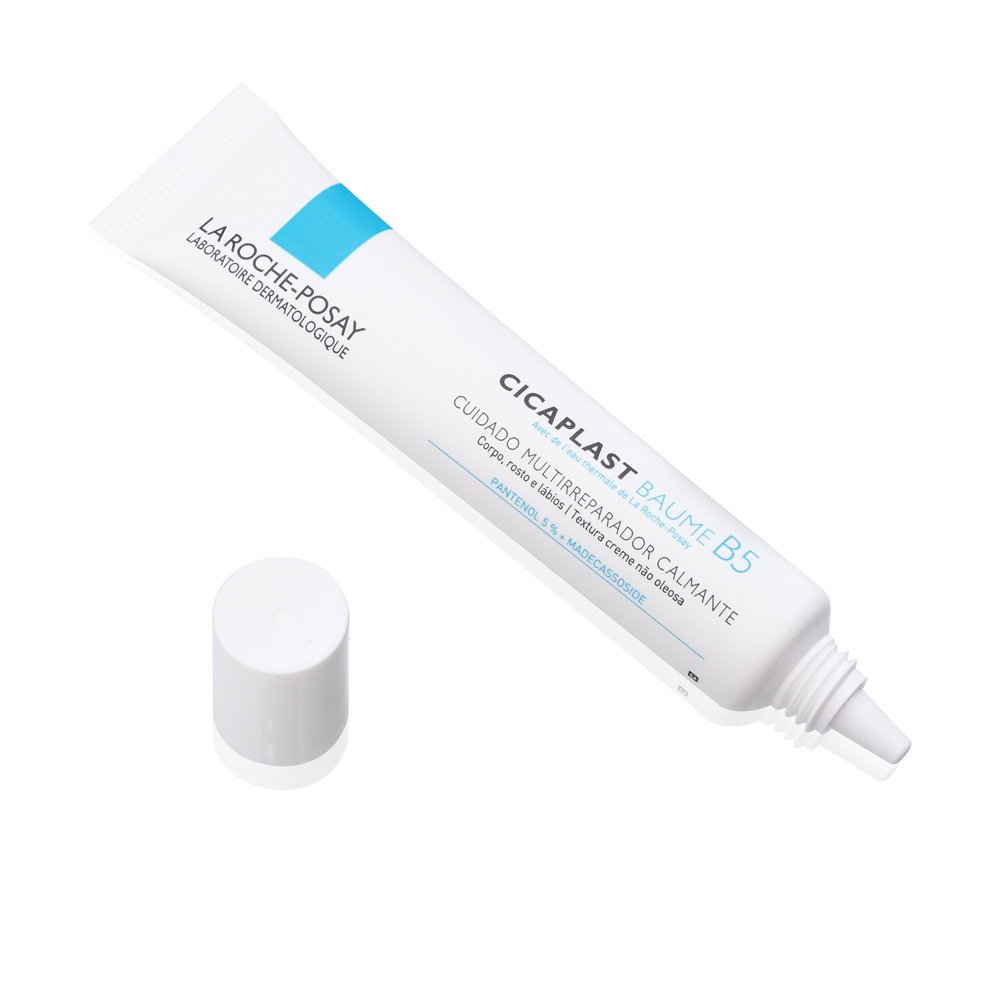 LA ROCHE-POSAY
LABORATOIRE DERMATOLOGIQUE
CICAPLAST BAUME B5
Avec de l'eau thermale de La Roche-Posay
CUIDADO MULTIRREPARADOR CALMANTE
Corpo, rosto e lábios | Textura creme não oleosa
PANTENOL 5 % + MADECASSOSIDE